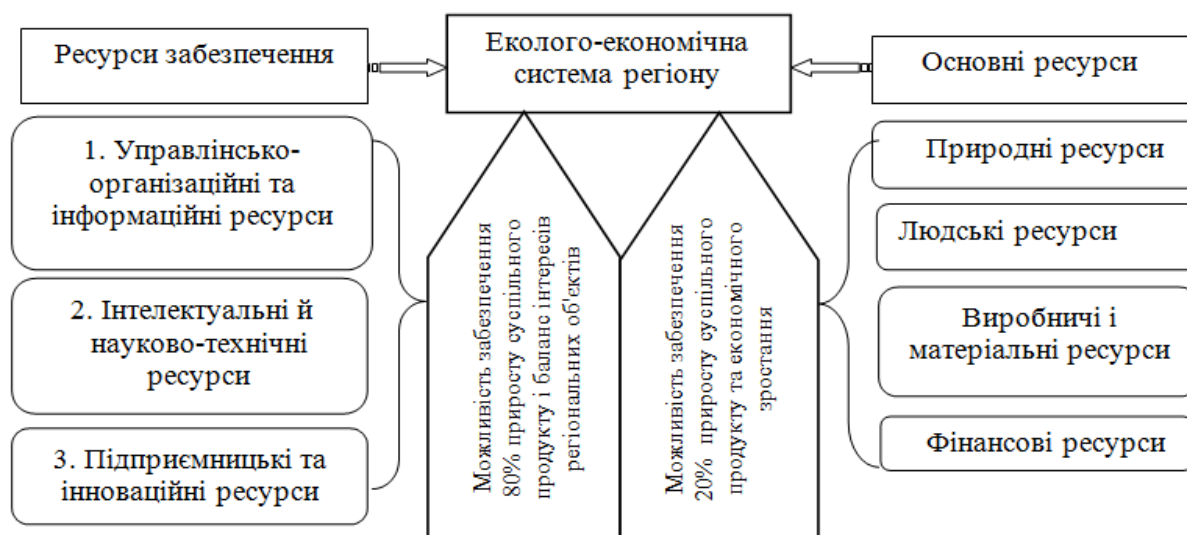 Ресурси забезпечення
Еколого-економічна
система регіону
Основні ресурси
1. Управлінсько-
організаційні та
інформаційні ресурси
2. Інтелектуальні й
науково-технічні
ресурси
3. Підприємницькі та
інноваційні ресурси
Можливість забезпечення
80% приросту суспільного
продукту і баланс інтересів
регіональних об'єктів
Можливість забезпечення
20% приросту суспільного
продукту та економічного
зростання
Природні ресурси
Людські ресурси
Виробничі і
матеріальні ресурси
Фінансові ресурси